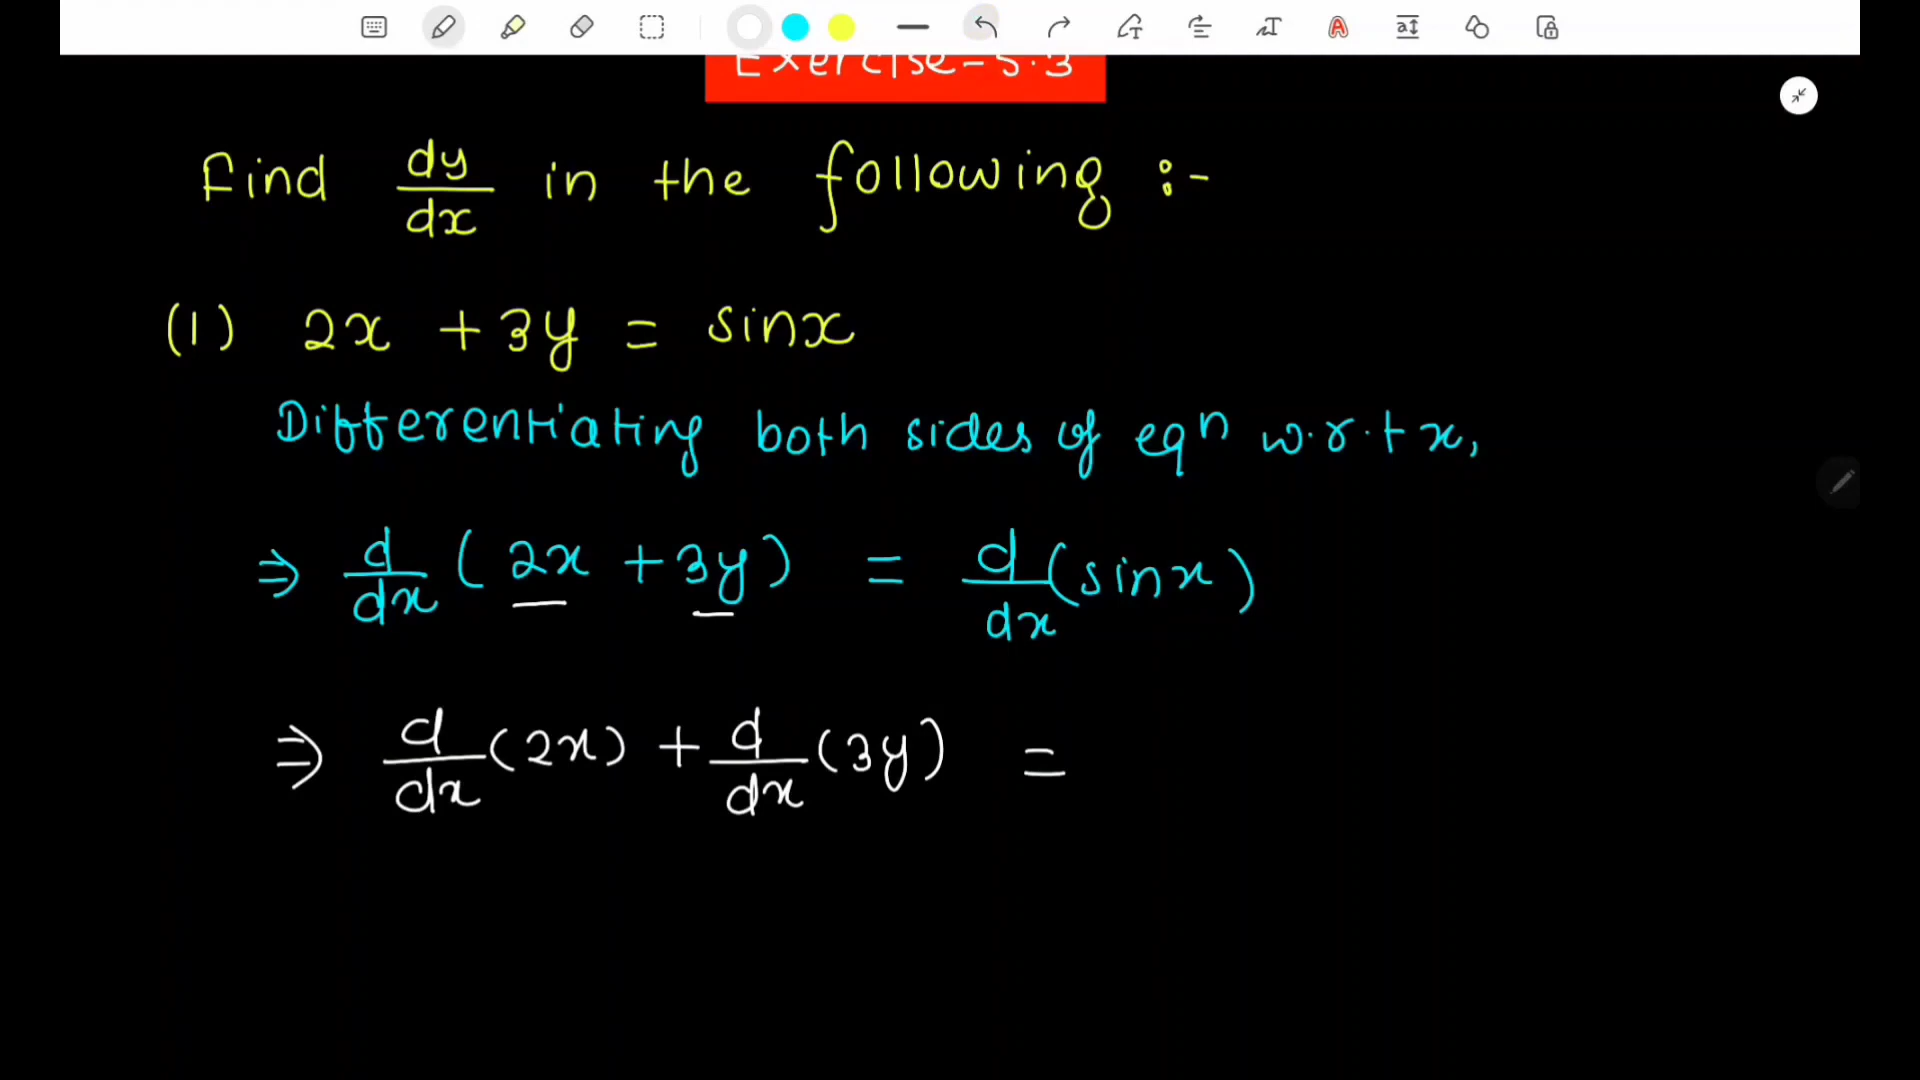 Exercise-5.3
Find dy/dx in the following :-
(1) 2x + 3y = sinx
Differentiating both sides of eqn w.r.t x,
⇒ d/dx (2x + 3y) = d/dx (sinx)
⇒ d/dx (2x) + d/dx (3y) =